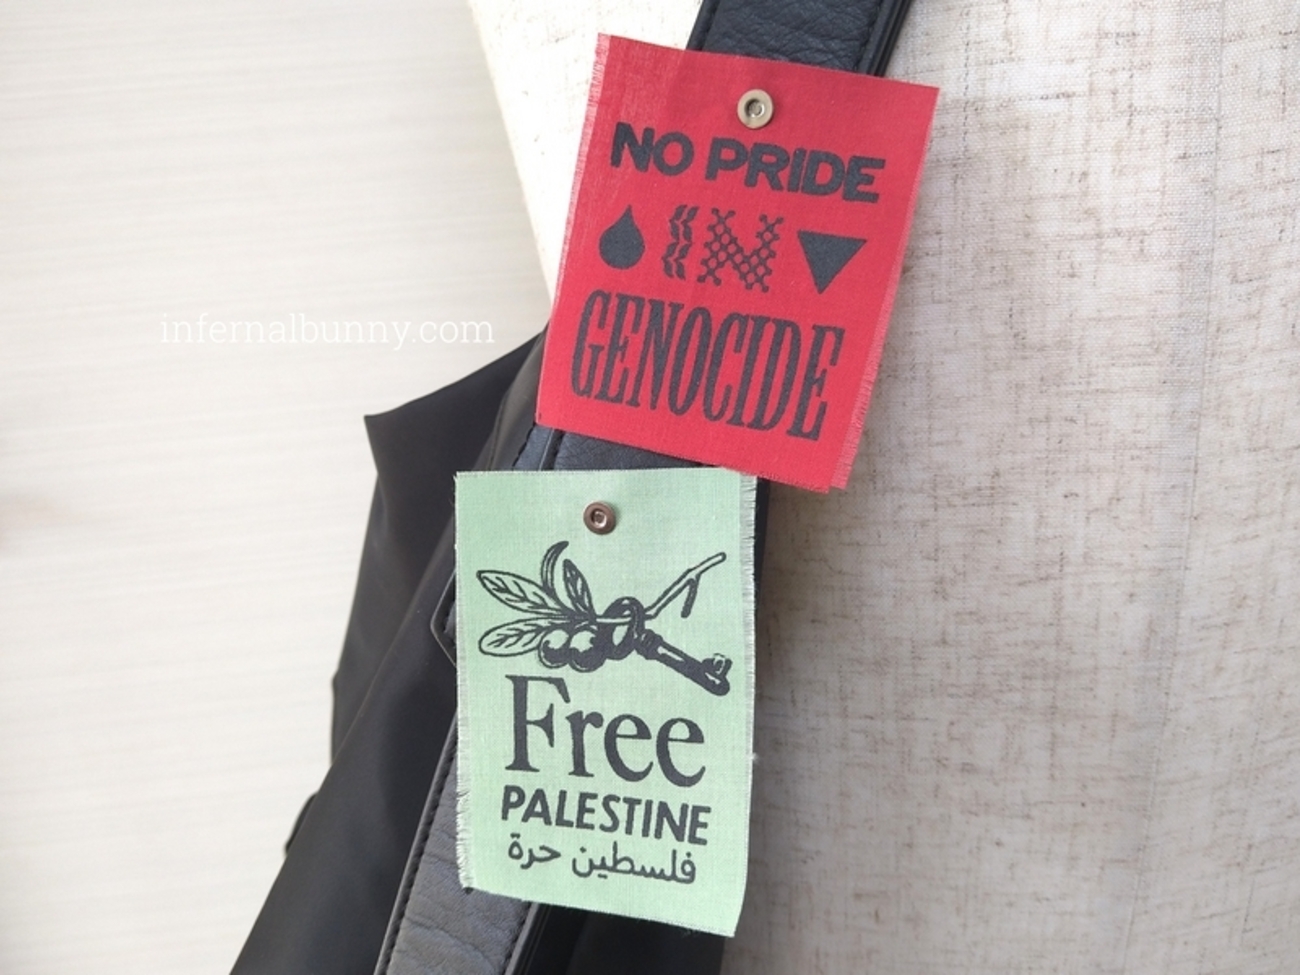 NO PRIDE
IN
GENOCIDE
infernalbunny.com
Free
PALESTINE
فلسطين حرة